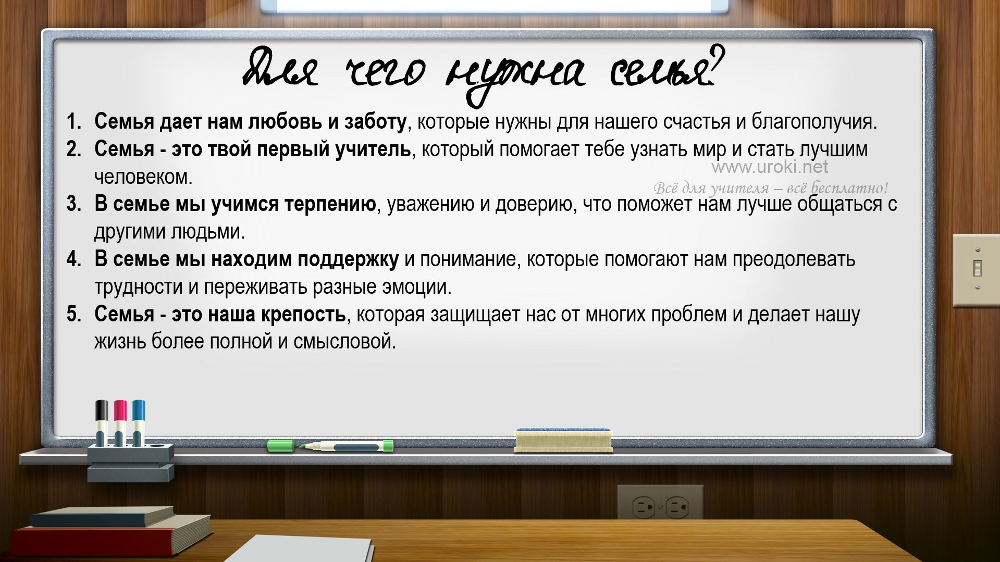 Для чего нужна семья?
1. Семья дает нам любовь и заботу, которые нужны для нашего счастья и благополучия.
2. Семья - это твой первый учитель, который помогает тебе узнать мир и стать лучшим
человеком.
www.uroki.net
Всё для учителя – всё бесплатно!
3. В семье мы учимся терпению, уважению и доверию, что поможет нам лучше общаться с
другими людьми.
4. В семье мы находим поддержку и понимание, которые помогают нам преодолевать
трудности и переживать разные эмоции.
5. Семья - это наша крепость, которая защищает нас от многих проблем и делает нашу
жизнь более полной и смысловой.